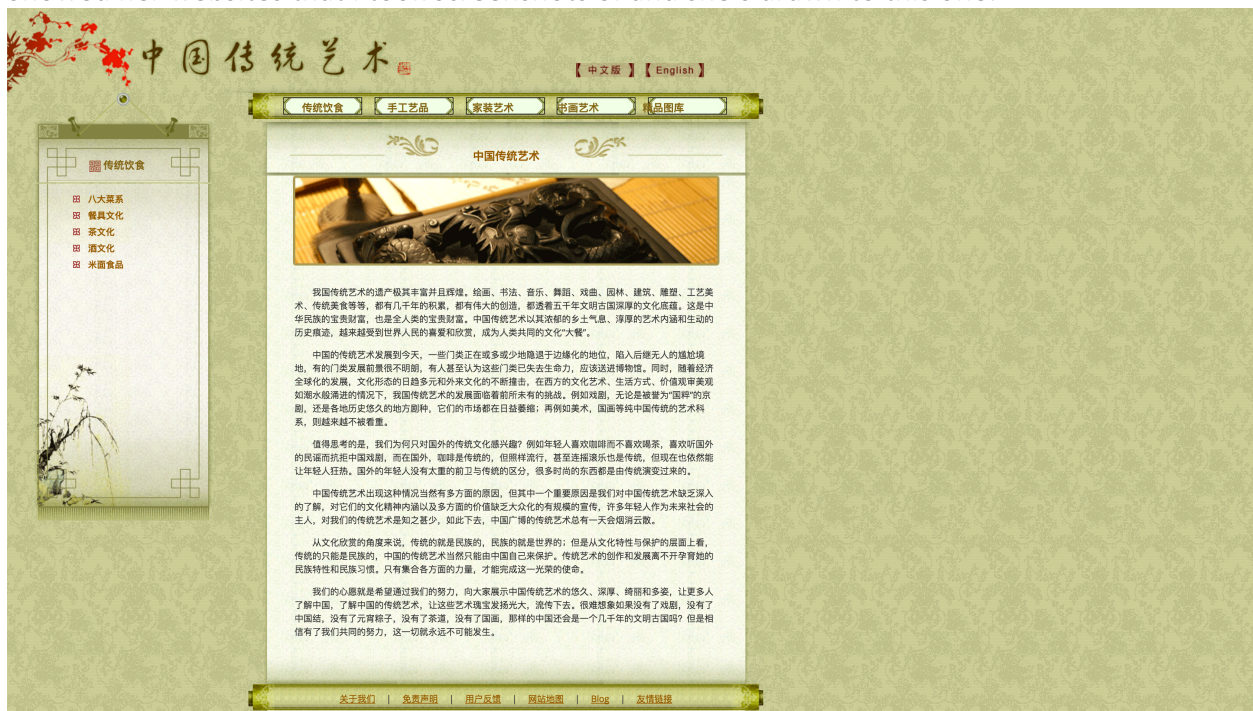 中国传统艺术
【 中文版 】 【 English 】
传统饮食 手工艺品 家装艺术 书画艺术 精品图库
传统饮食
八大菜系
餐具文化
茶文化
酒文化
米面食品
中国传统艺术
我国传统艺术的遗产极其丰富并且辉煌。绘画、书法、音乐、舞蹈、戏曲、园林、建筑、雕塑、工艺美
术、传统美食等等，都有几千年的积累，都有伟大的创造，都透着五千年文明古国深厚的文化底蕴。这是中
华民族的宝贵财富，也是全人类的宝贵财富。中国传统艺术以其浓郁的乡土气息、淳厚的艺术内涵和生动的
历史痕迹，越来越受到世界人民的喜爱和欣赏，成为人类共同的文化“大餐”。
中国的传统艺术发展到今天，一些门类正在或多或少地隐退于边缘化的地位，陷入后继无人的尴尬境
地，有的门类发展前景很不明朗，有人甚至认为这些门类已失去生命力，应该送进博物馆。同时，随着经济
全球化的发展，文化形态的日趋多元和外来文化的不断撞击，在西方的文化艺术、生活方式、价值观审美观
如潮水般涌进的情况下，我国传统艺术的发展面临着前所未有的挑战。例如戏剧，无论是被誉为“国粹”的京
剧，还是各地历史悠久的地方剧种，它们的市场都在日益萎缩；再例如美术，国画等纯中国传统的艺术科
系，则越来越不被看重。
值得思考的是，我们为何只对国外的传统文化感兴趣？例如年轻人喜欢咖啡而不喜欢喝茶，喜欢听国外
的民谣而抗拒中国戏剧，而在国外，咖啡是传统的，但照样流行，甚至连摇滚乐也是传统，但现在也依然能
让年轻人狂热。国外的年轻人没有太重的前卫与传统的区分，很多时尚的东西都是由传统演变过来的。
中国传统艺术出现这种情况当然有多方面的原因，但其中一个重要原因是我们对中国传统艺术缺乏深入
的了解，对它们的文化精神内涵以及多方面的价值缺乏大众化的有规模的宣传，许多年轻人作为未来社会的
主人，对我们的传统艺术是知之甚少，如此下去，中国广博的传统艺术总有一天会烟消云散。
从文化欣赏的角度来说，传统的就是民族的，民族的就是世界的；但是从文化特性与保护的层面上看，
传统的只能是民族的，中国的传统艺术当然只能由中国自己来保护。传统艺术的创作和发展离不开孕育她的
民族特性和民族习惯。只有集合各方面的力量，才能完成这一光荣的使命。
我们的心愿就是希望通过我们的努力，向大家展示中国传统艺术的悠久、深厚、绮丽和多姿，让更多人
了解中国，了解中国的传统艺术，让这些艺术瑰宝发扬光大，流传下去。很难想象如果没有了戏剧，没有了
中国结，没有了元宵粽子，没有了茶道，没有了国画，那样的中国还会是一个几千年的文明古国吗？但是相
信有了我们共同的努力，这一切就永远不可能发生。
关于我们 | 免责声明 | 用户反馈 | 网站地图 | Blog | 友情链接